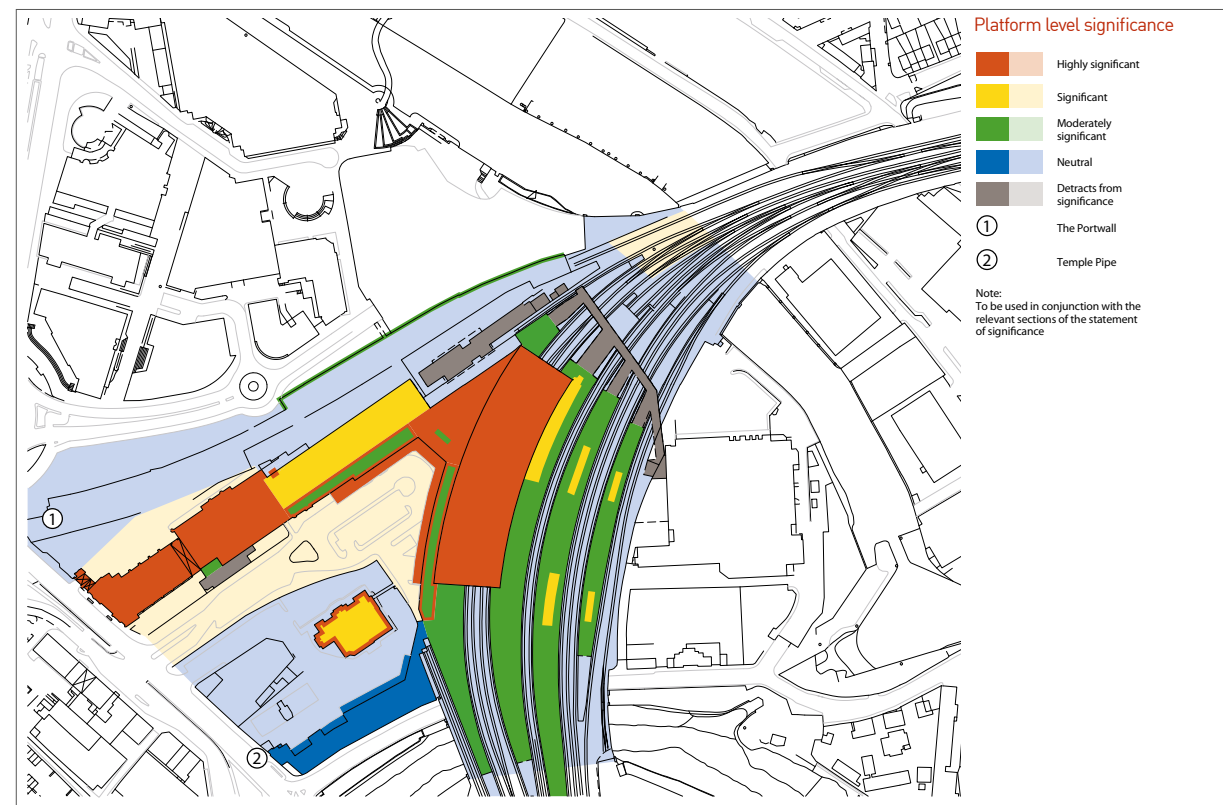 Platform level significance
Highly significant
Significant
Moderately
significant
Neutral
Detracts from
significance
1
The Portwall
2
Temple Pipe
Note:
To be used in conjunction with the
relevant sections of the statement
of significance
1
2